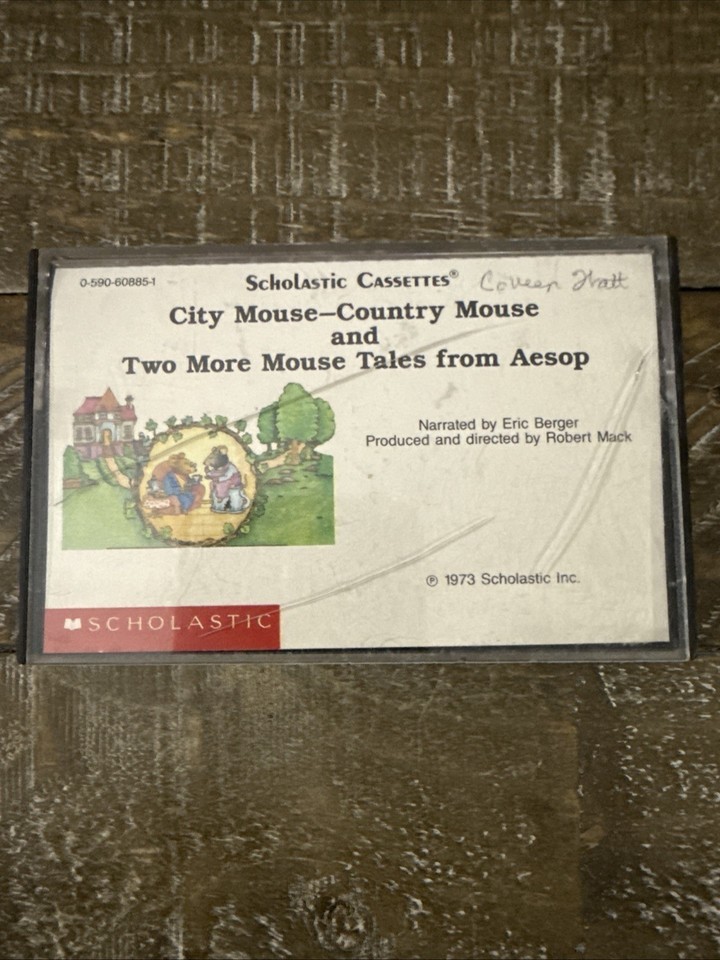 0-590-60885-1
Scholastic Cassettes®
City Mouse–Country Mouse
and
Two More Mouse Tales from Aesop
Narrated by Eric Berger
Produced and directed by Robert Mack
℗ 1973 Scholastic Inc.
SCHOLASTIC